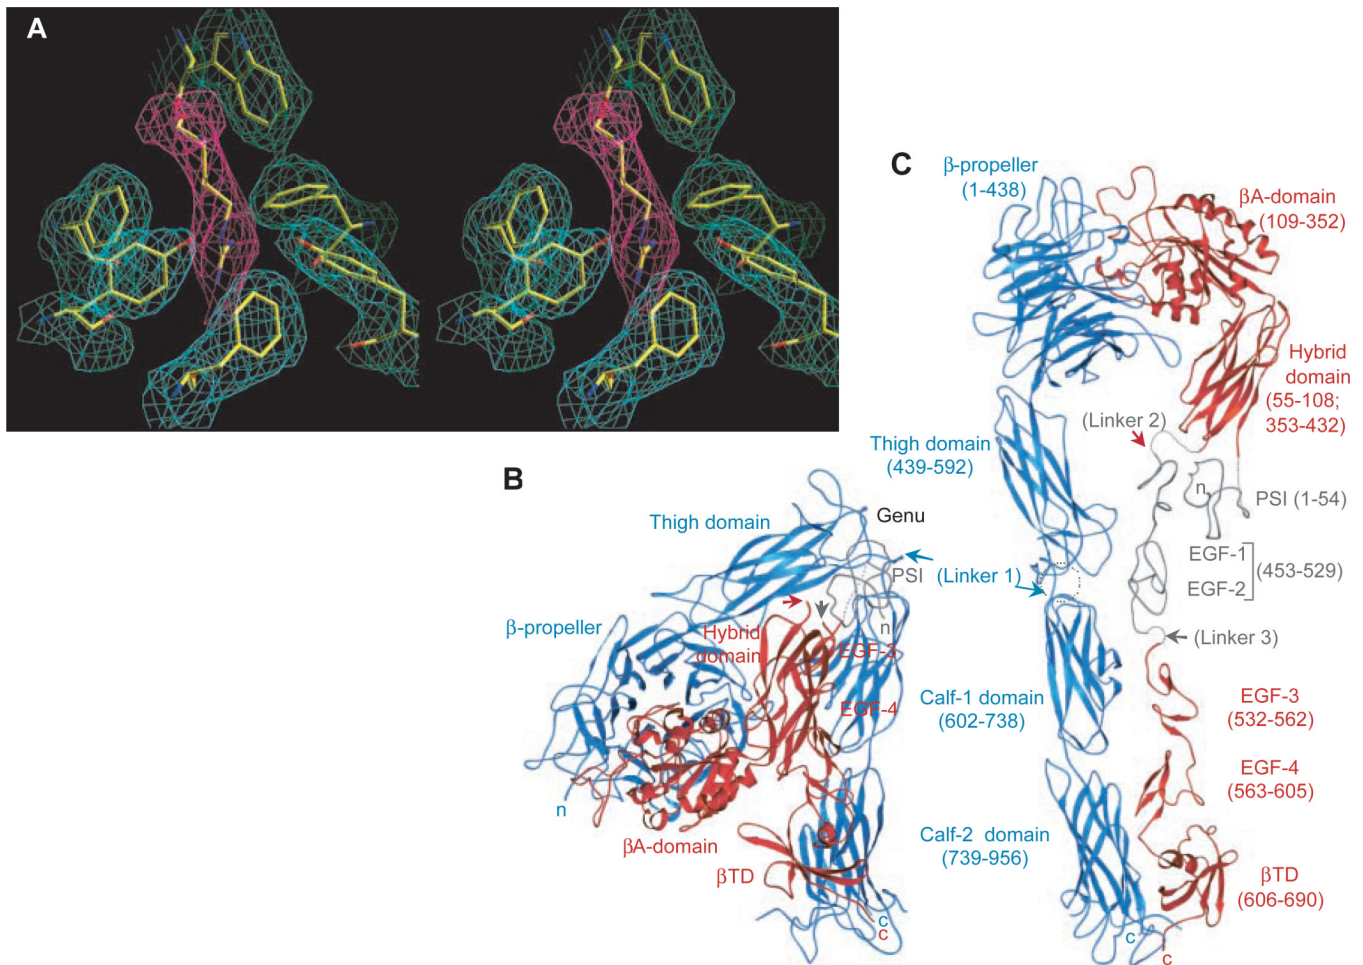 A
B
Thigh domain
Genu
PSI
(Linker 1)
n
β-propeller
Hybrid
domain
EGF-3
EGF-4
n
βA-domain
βTD
c
c
C
β-propeller
(1-438)
βA-domain
(109-352)
Hybrid
domain
(55-108;
353-432)
(Linker 2)
Thigh domain
(439-592)
n
PSI (1-54)
EGF-1
EGF-2
(453-529)
(Linker 3)
Calf-1 domain
(602-738)
EGF-3
(532-562)
EGF-4
(563-605)
Calf-2 domain
(739-956)
βTD
(606-690)
c
c